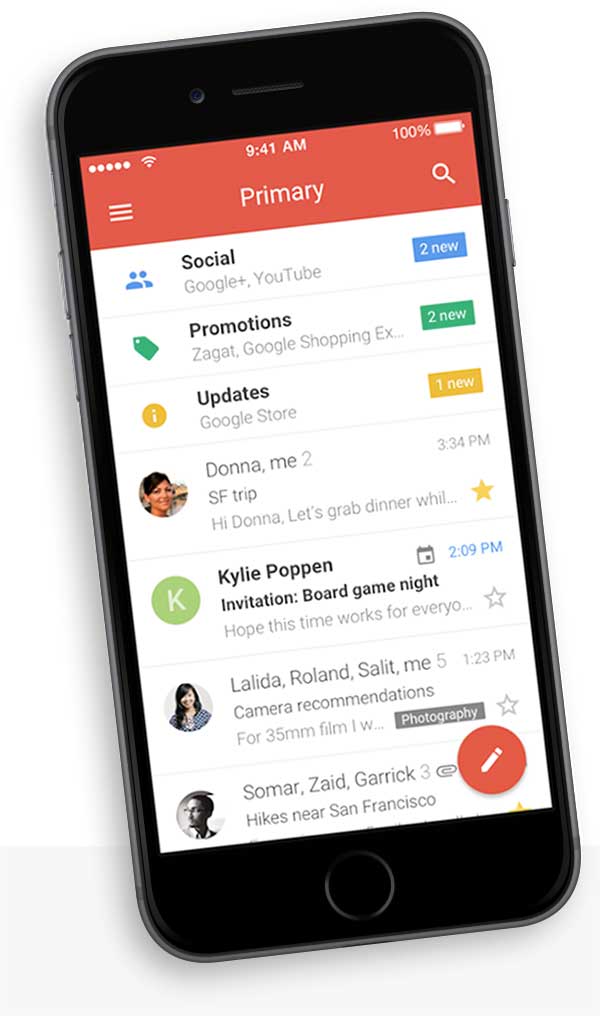 9:41 AM
100%
Primary
Social
2 new
Google+, YouTube
Promotions
2 new
Zagat, Google Shopping Ex...
Updates
1 new
Google Store
Donna, me 2
3:34 PM
SF trip
Hi Donna, Let's grab dinner whil...
K
Kylie Poppen
2:09 PM
Invitation: Board game night
Hope this time works for everyo...
Lalida, Roland, Salit, me 5
1:23 PM
Camera recommendations
For 35mm film I w...
Photography
Somar, Zaid, Garrick 3
Hikes near San Francisco